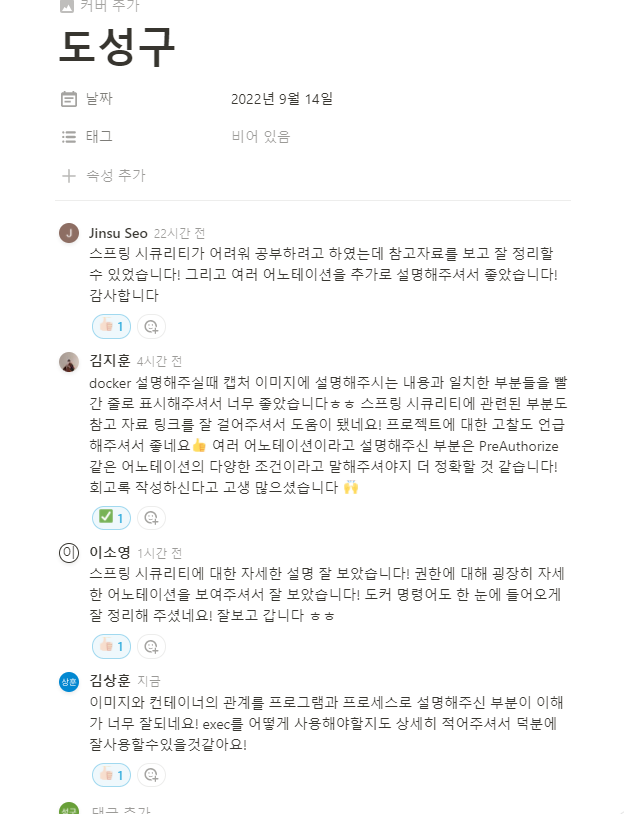 커버 추가
도성구
날짜 2022년 9월 14일
태그 비어 있음
속성 추가
J Jinsu Seo 22시간 전
스프링 시큐리티가 어려워 공부하려고 하였는데 참고자료를 보고 잘 정리할
수 있었습니다! 그리고 여러 어노테이션을 추가로 설명해주셔서 좋았습니다!
감사합니다
👍🏻 1
김지훈 4시간 전
docker 설명해주실때 캡처 이미지에 설명해주시는 내용과 일치한 부분들을 빨
간 줄로 표시해주셔서 너무 좋았습니다ㅎㅎ 스프링 시큐리티에 관련된 부분도
참고 자료 링크를 잘 걸어주셔서 도움이 됐네요! 프로젝트에 대한 고찰도 언급
해주셔서 좋네요👍 여러 어노테이션이라고 설명해주신 부분은 PreAuthorize
같은 어노테이션의 다양한 조건이라고 말해주셔야지 더 정확할 것 같습니다!
회고록 작성하신다고 고생 많으셨습니다 🙌
✅ 1
이 이소영 1시간 전
스프링 시큐리티에 대한 자세한 설명 잘 보았습니다! 권한에 대해 굉장히 자세
한 어노테이션을 보여주셔서 잘 보았습니다! 도커 명령어도 한 눈에 들어오게
잘 정리해 주셨네요! 잘보고 갑니다 ㅎㅎ
👍🏻 1
상훈 김상훈 지금
이미지와 컨테이너의 관계를 프로그램과 프로세스로 설명해주신 부분이 이해
가 너무 잘되네요! exec를 어떻게 사용해야할지도 상세히 적어주셔서 덕분에
잘사용할수있을것같아요!
👍🏻 1
성구 댓글 추가